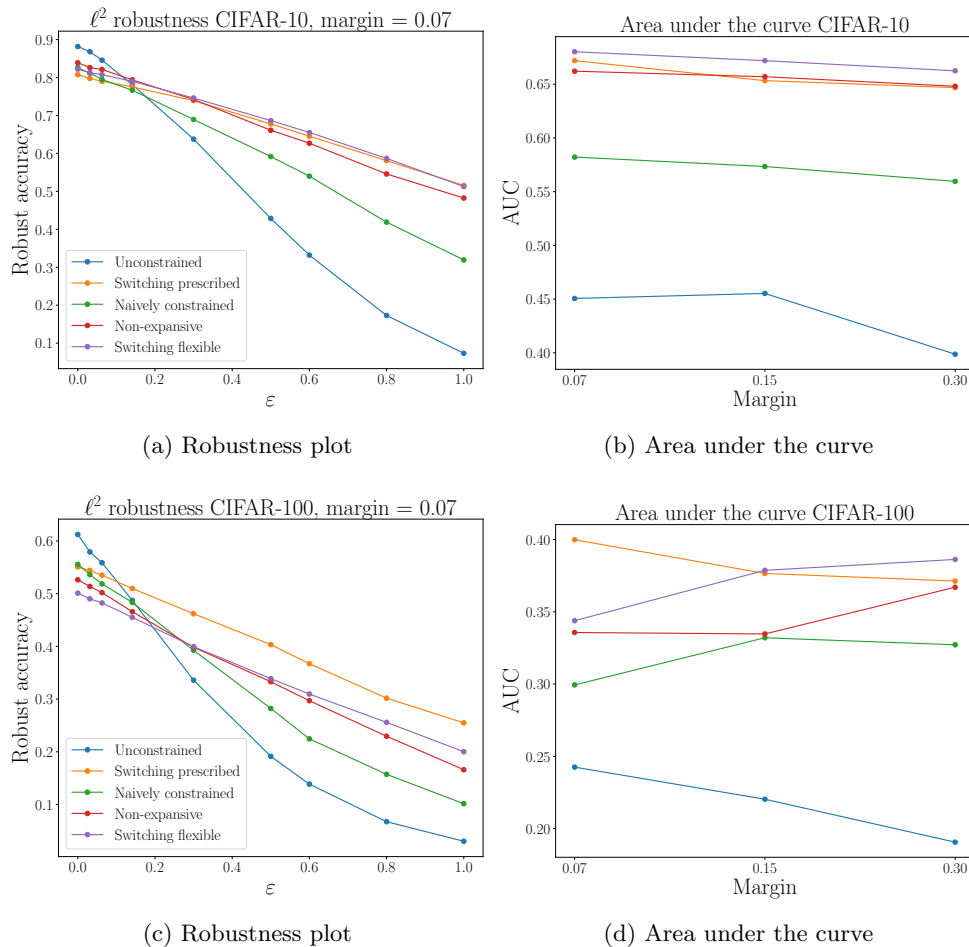 ℓ² robustness CIFAR-10, margin = 0.07
Robust accuracy
0.9
0.8
0.7
0.6
0.5
0.4
0.3
0.2
0.1
Unconstrained
Switching prescribed
Naively constrained
Non-expansive
Switching flexible
0.0 0.2 0.4 0.6 0.8 1.0
ε
(a) Robustness plot
Area under the curve CIFAR-10
AUC
0.65
0.60
0.55
0.50
0.45
0.40
0.07 0.15 0.30
Margin
(b) Area under the curve
ℓ² robustness CIFAR-100, margin = 0.07
Robust accuracy
0.6
0.5
0.4
0.3
0.2
0.1
Unconstrained
Switching prescribed
Naively constrained
Non-expansive
Switching flexible
0.0 0.2 0.4 0.6 0.8 1.0
ε
(c) Robustness plot
Area under the curve CIFAR-100
AUC
0.40
0.35
0.30
0.25
0.20
0.07 0.15 0.30
Margin
(d) Area under the curve